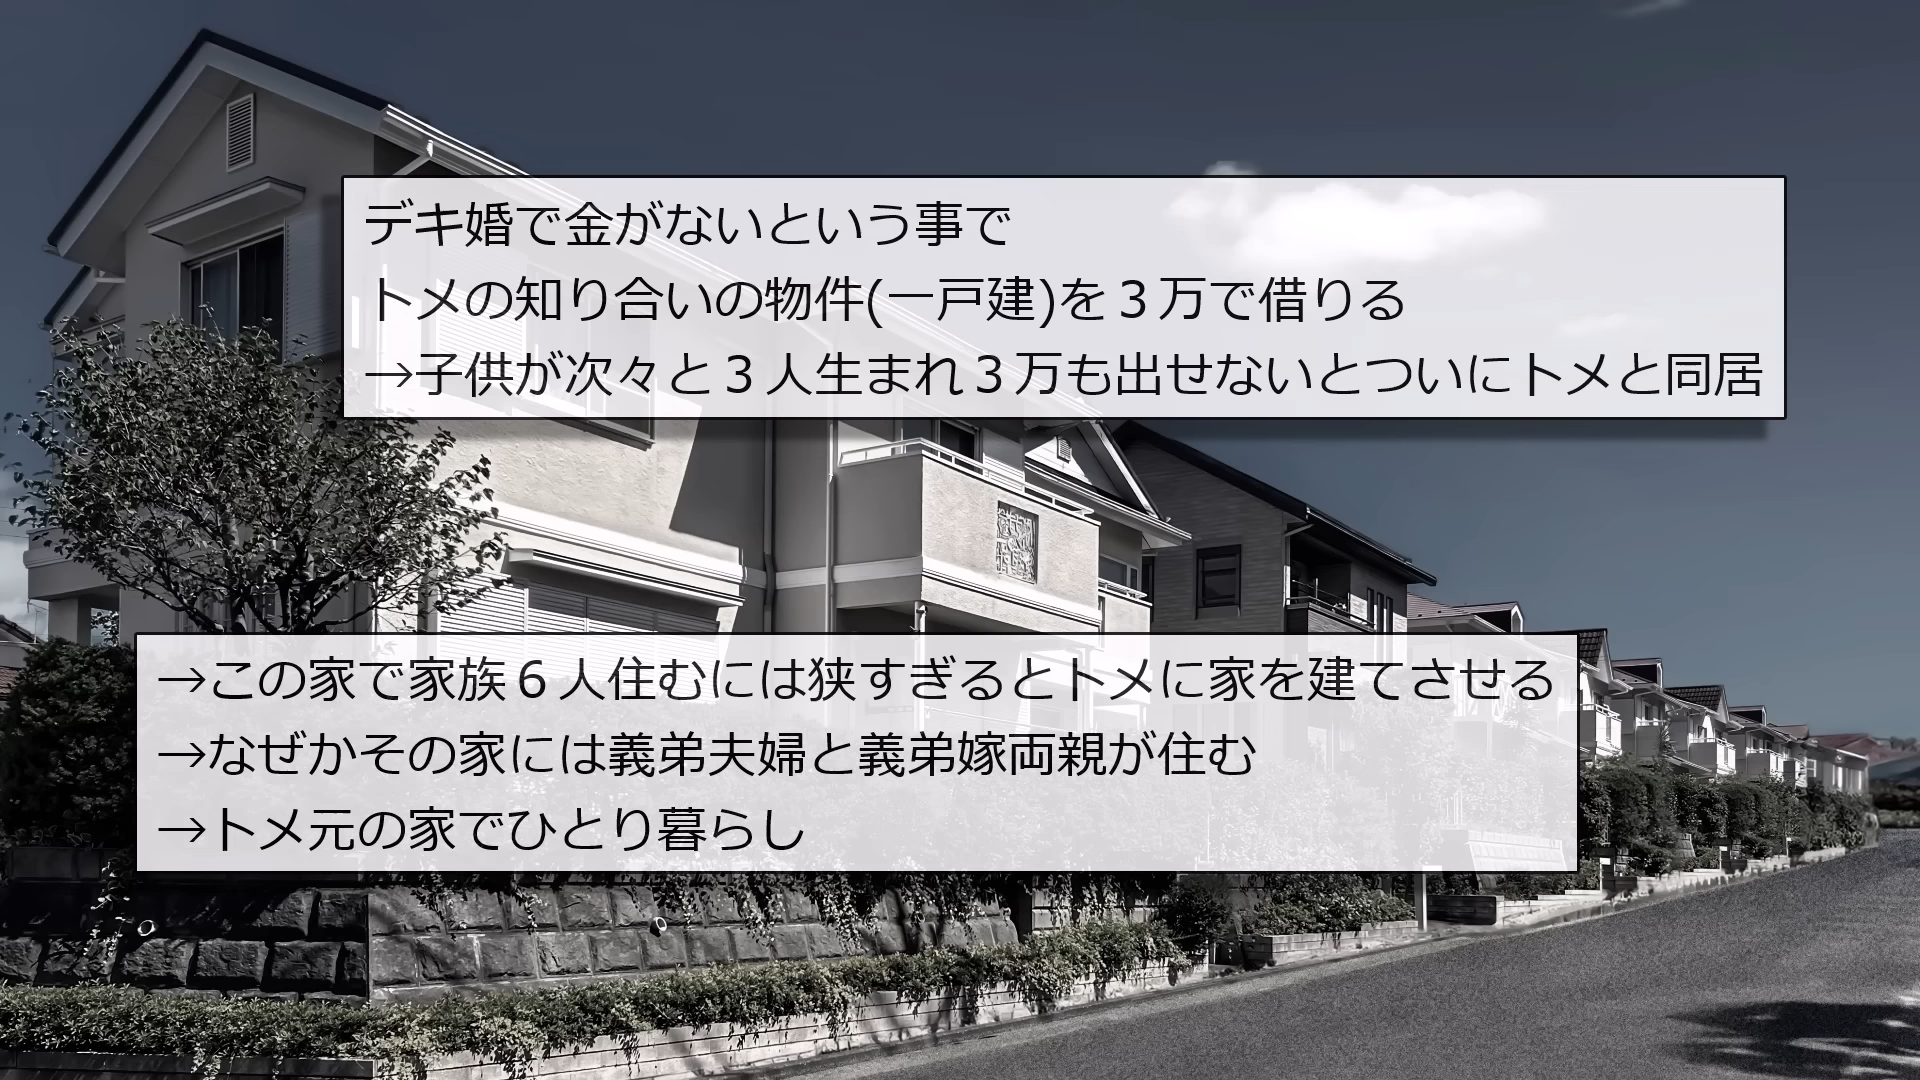 デキ婚で金がないという事で
トメの知り合いの物件(一戸建)を３万で借りる
→子供が次々と３人生まれ３万も出せないとついにトメと同居
→この家で家族６人住むには狭すぎるとトメに家を建てさせる
→なぜかその家には義弟夫婦と義弟嫁両親が住む
→トメ元の家でひとり暮らし